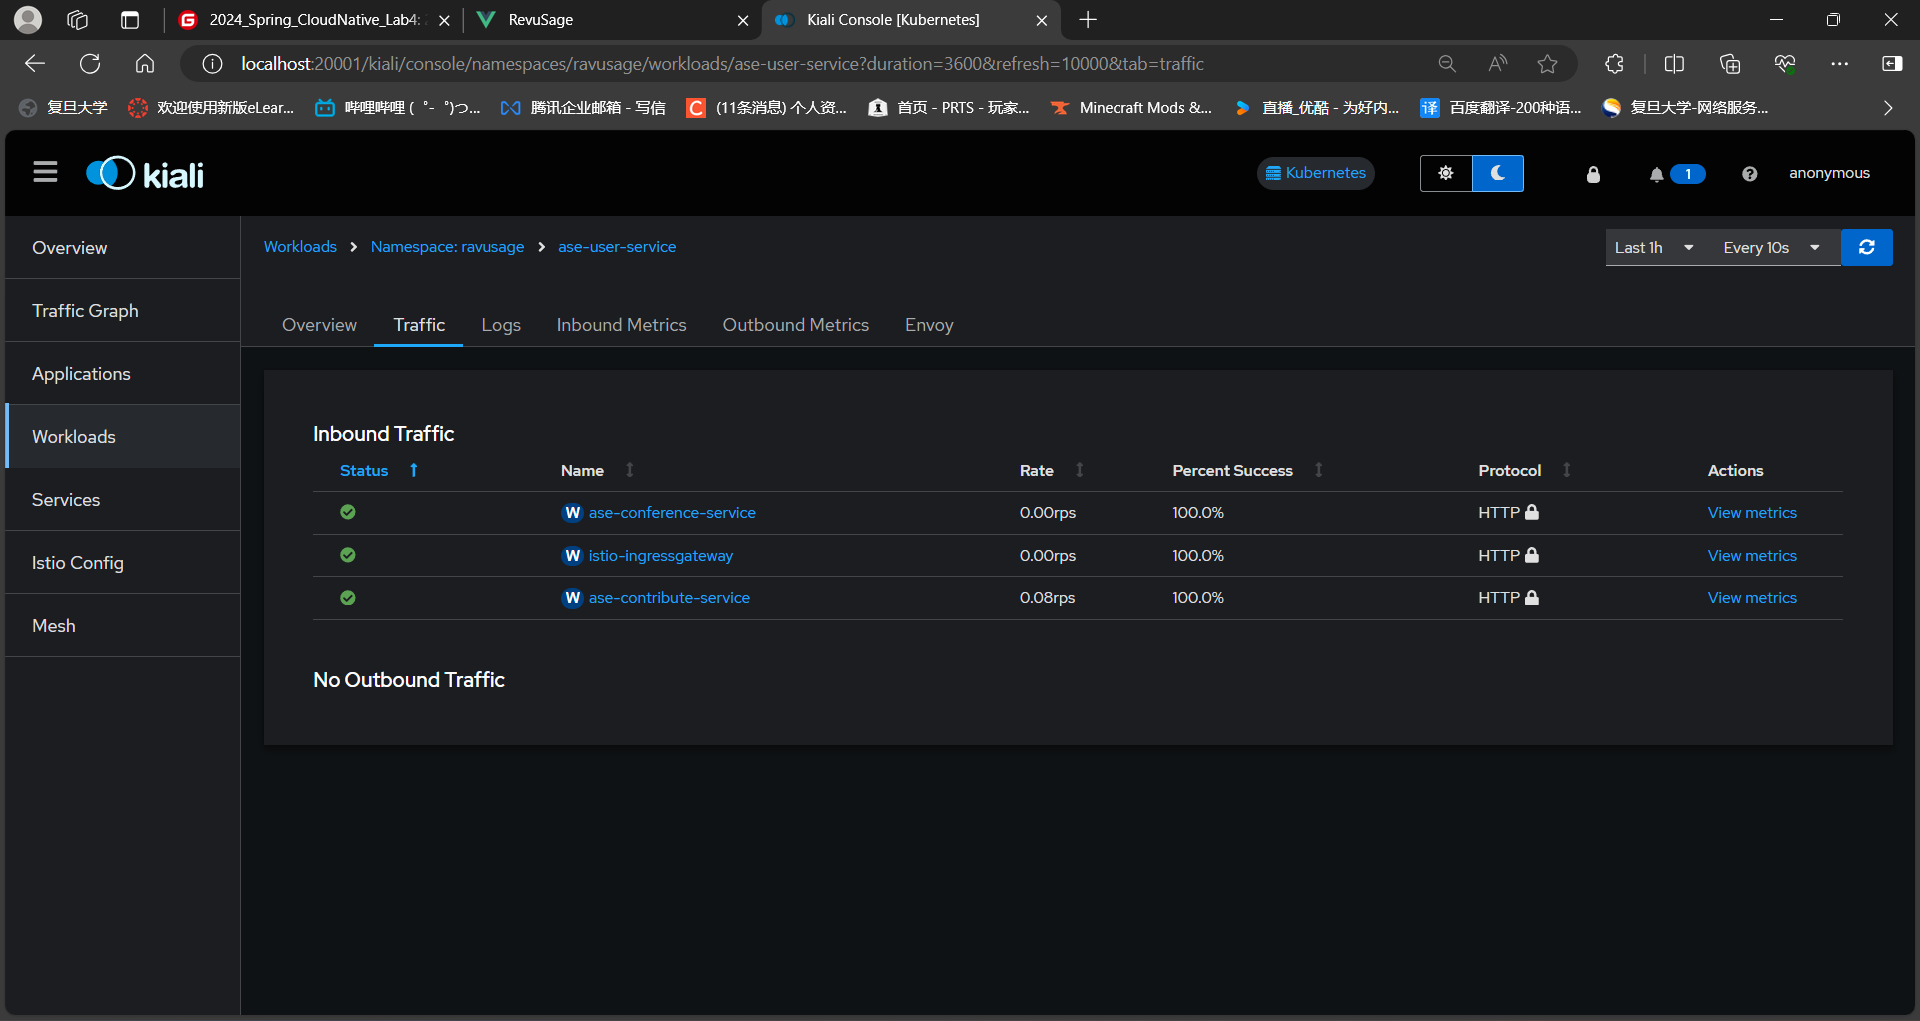 2024_Spring_CloudNative_Lab4:
RevuSage
Kiali Console [Kubernetes]
localhost:20001/kiali/console/namespaces/ravusage/workloads/ase-user-service?duration=3600&refresh=10000&tab=traffic
复旦大学
欢迎使用新版eLear...
哔哩哔哩 ( ゜- ゜)つ...
腾讯企业邮箱 - 写信
(11条消息) 个人资...
首页 - PRTS - 玩家...
Minecraft Mods &...
直播_优酷 - 为好内...
百度翻译-200种语...
复旦大学-网络服务...
kiali
Kubernetes
1
anonymous
Overview
Traffic Graph
Applications
Workloads
Services
Istio Config
Mesh
Workloads > Namespace: ravusage > ase-user-service
Last 1h Every 10s
Overview Traffic Logs Inbound Metrics Outbound Metrics Envoy
Inbound Traffic
Status Name Rate Percent Success Protocol Actions
W ase-conference-service 0.00rps 100.0% HTTP View metrics
W istio-ingressgateway 0.00rps 100.0% HTTP View metrics
W ase-contribute-service 0.08rps 100.0% HTTP View metrics
No Outbound Traffic